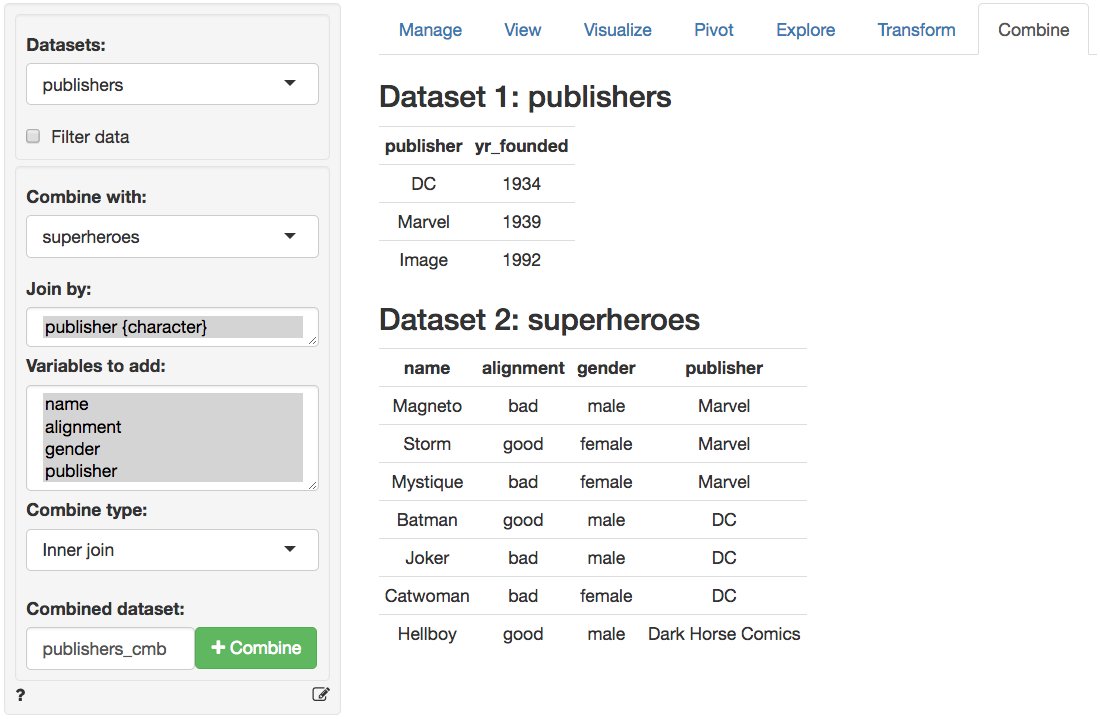 Datasets:
publishers
Filter data
Combine with:
superheroes
Join by:
publisher {character}
Variables to add:
name
alignment
gender
publisher
Combine type:
Inner join
Combined dataset:
publishers_cmb
+ Combine
?
Manage View Visualize Pivot Explore Transform Combine
Dataset 1: publishers
publisher yr_founded
DC 1934
Marvel 1939
Image 1992
Dataset 2: superheroes
name alignment gender publisher
Magneto bad male Marvel
Storm good female Marvel
Mystique bad female Marvel
Batman good male DC
Joker bad male DC
Catwoman bad female DC
Hellboy good male Dark Horse Comics